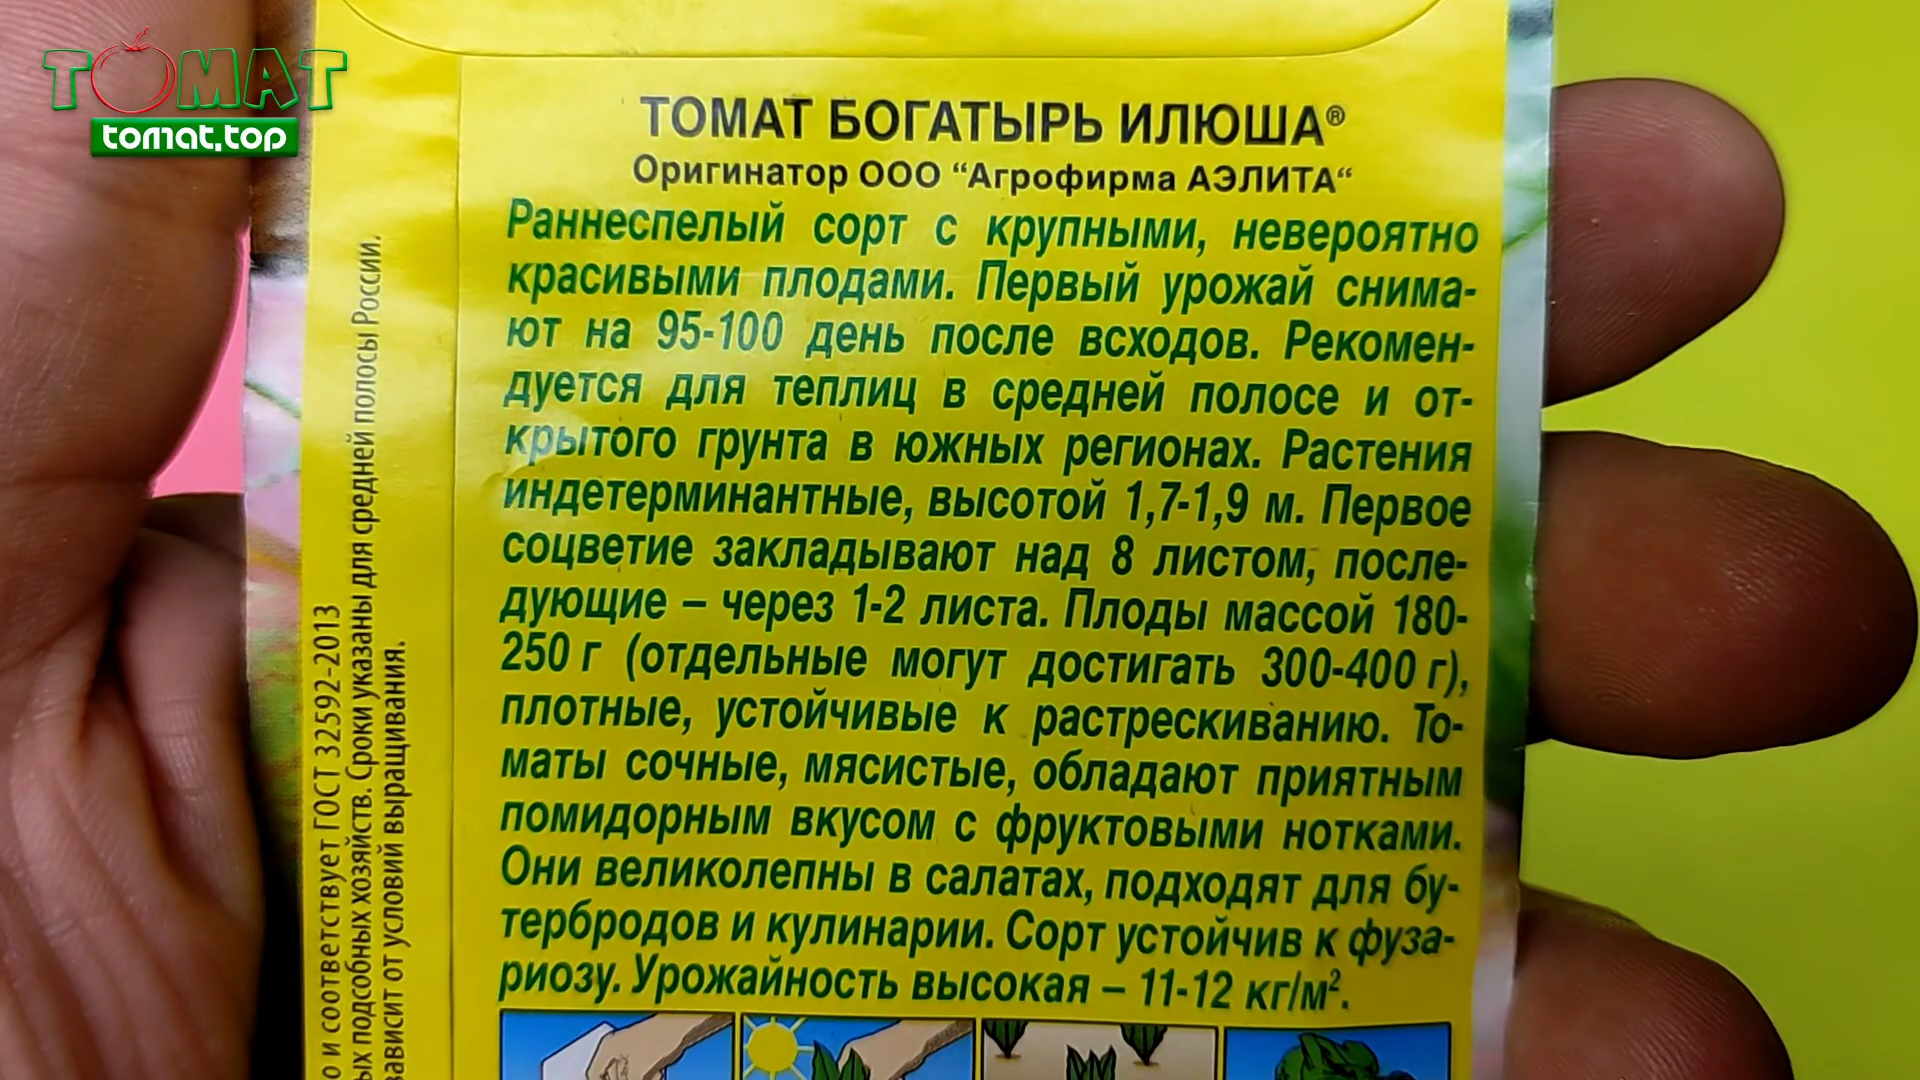 ТОМАТ
tomat.top
ТОМАТ БОГАТЫРЬ ИЛЮША®
Оригинатор ООО “Агрофирма АЭЛИТА“
Раннеспелый сорт с крупными, невероятно
красивыми плодами. Первый урожай снима-
ют на 95-100 день после всходов. Рекомен-
дуется для теплиц в средней полосе и от-
крытого грунта в южных регионах. Растения
индетерминантные, высотой 1,7-1,9 м. Первое
соцветие закладывают над 8 листом, после-
дующие – через 1-2 листа. Плоды массой 180-
250 г (отдельные могут достигать 300-400 г),
плотные, устойчивые к растрескиванию. То-
маты сочные, мясистые, обладают приятным
помидорным вкусом с фруктовыми нотками.
Они великолепны в салатах, подходят для бу-
тербродов и кулинарии. Сорт устойчив к фуза-
риозу. Урожайность высокая – 11-12 кг/м².
и соответствует ГОСТ 32592-2013
подсобных хозяйств. Сроки указаны для средней полосы России.
зависит от условий выращивания.